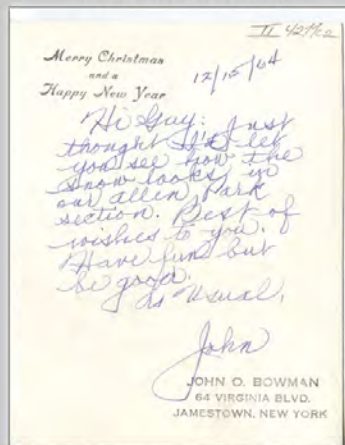 Merry Christmas
and a
Happy New Year
12/15/64
Hi Guy: Just
thought I'd let
you see how the
snow looks in
our Allen Park
section. Best of
wishes to you.
Have fun but
be good.
As Usual,
John
JOHN O. BOWMAN
64 VIRGINIA BLVD.
JAMESTOWN, NEW YORK